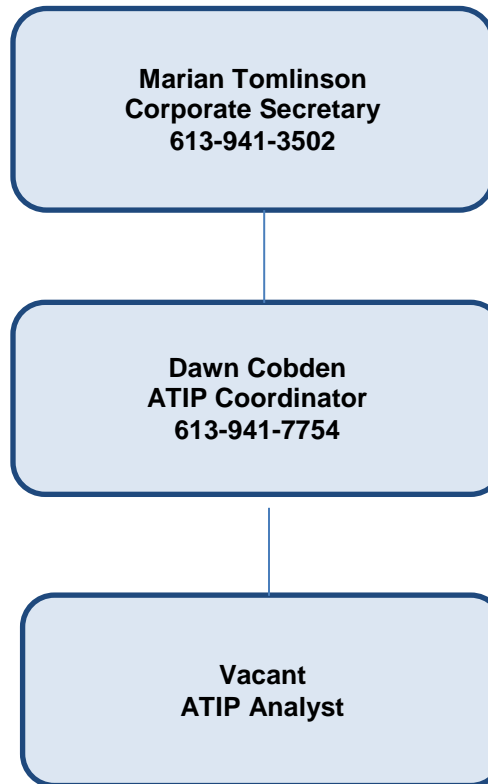 Marian Tomlinson
Corporate Secretary
613-941-3502
Dawn Cobden
ATIP Coordinator
613-941-7754
Vacant
ATIP Analyst